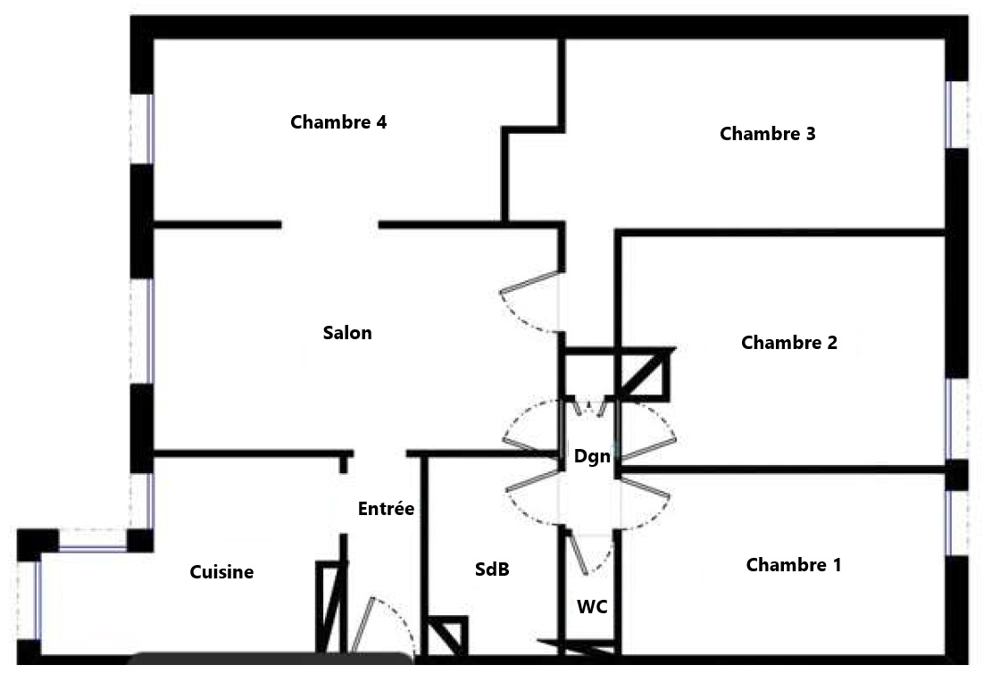 Chambre 4
Chambre 3
Salon
Chambre 2
Dgn
Entrée
Cuisine
SdB
Chambre 1
WC